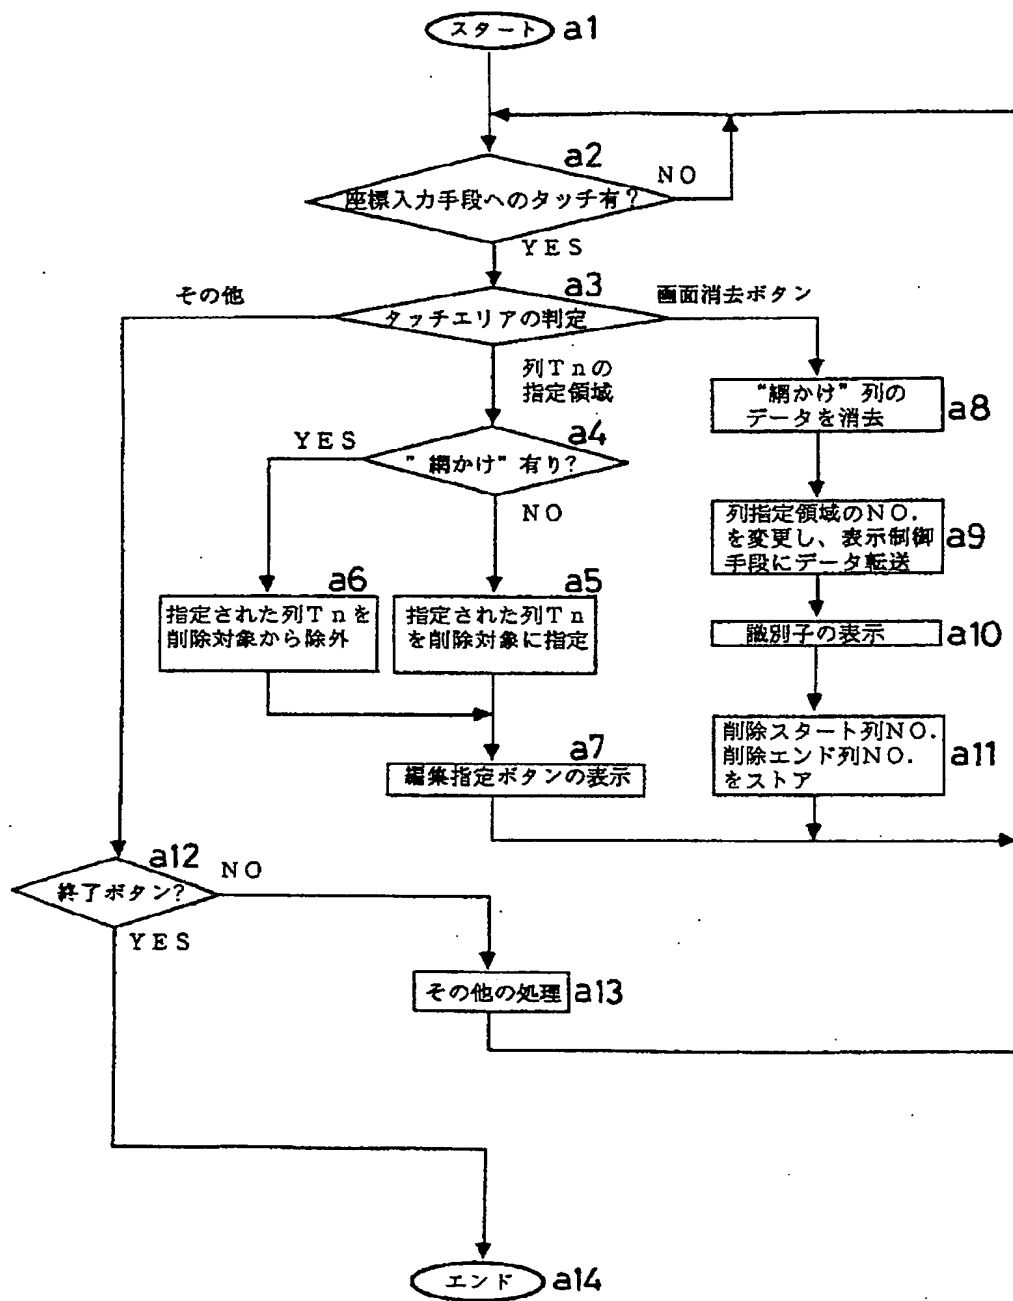 スタート a1
a2
NO
座標入力手段へのタッチ有?
YES
その他
a3
画面消去ボタン
タッチエリアの判定
列Tnの
指定領域
"網かけ"列の
データを消去
a8
YES
a4
"網かけ"有り?
NO
列指定領域のNO.
を変更し、表示制御
手段にデータ転送
a9
a6
指定された列Tnを
削除対象から除外
a5
指定された列Tn
を削除対象に指定
識別子の表示
a10
削除スタート列NO.
削除エンド列NO.
をストア
a11
a7
編集指定ボタンの表示
a12
NO
終了ボタン?
YES
その他の処理 a13
エンド a14